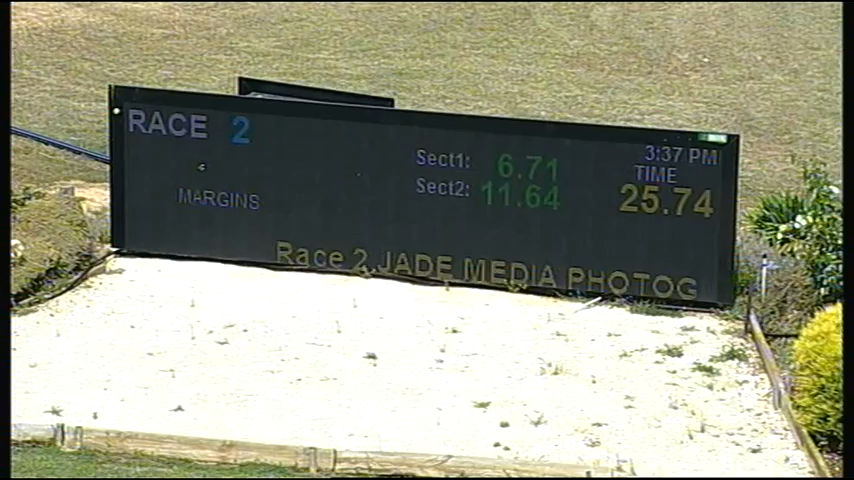 RACE 2
3:37 PM
Sect1: 6.71
TIME
Sect2: 11.64
25.74
MARGINS
Race 2 JADE MEDIA PHOTOG